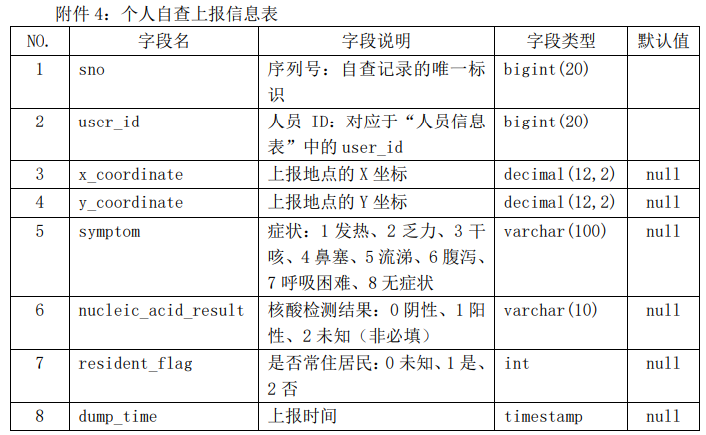 附件 4：个人自查上报信息表
NO. 字段名 字段说明 字段类型 默认值
1 sno 序列号：自查记录的唯一标 bigint(20)
识
2 user_id 人员 ID：对应于“人员信息 bigint(20)
表”中的 user_id
3 x_coordinate 上报地点的 X 坐标 decimal(12,2) null
4 y_coordinate 上报地点的 Y 坐标 decimal(12,2) null
5 symptom 症状：1 发热、2 乏力、3 干 varchar(100) null
咳、4 鼻塞、5 流涕、6 腹泻、
7 呼吸困难、8 无症状
6 nucleic_acid_result 核酸检测结果：0 阴性、1 阳 varchar(10) null
性、2 未知（非必填）
7 resident_flag 是否常住居民：0 未知、1 是、 int null
2 否
8 dump_time 上报时间 timestamp null